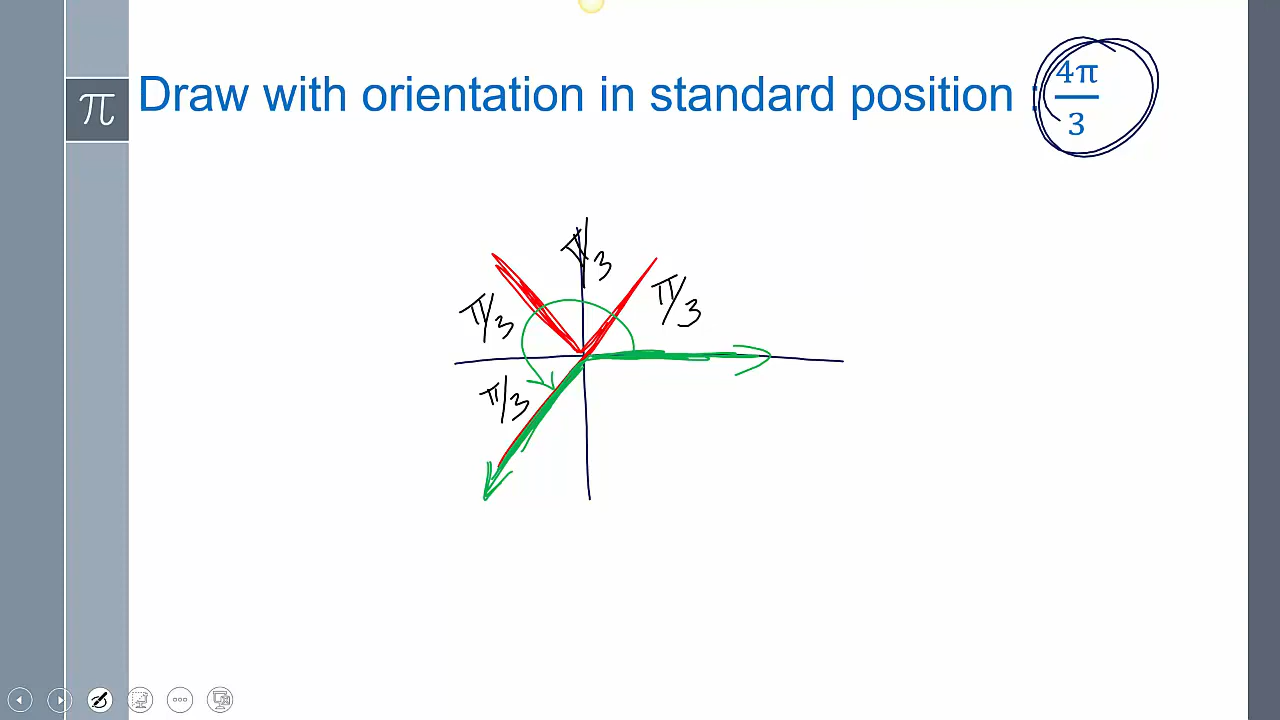 π
Draw with orientation in standard position : 4π/3
π/3
π/3
π/3
π/3